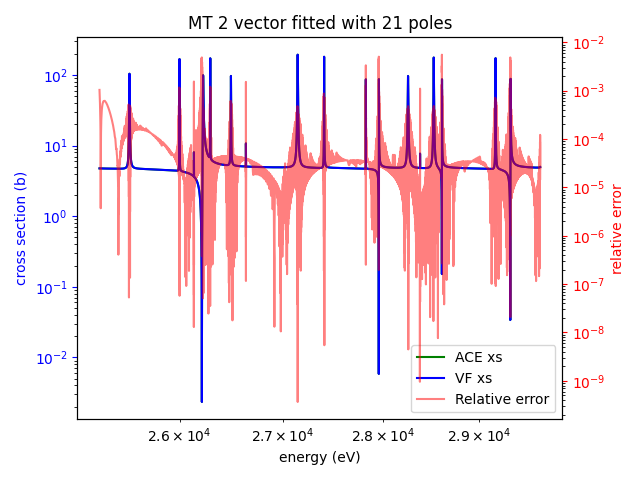 MT 2 vector fitted with 21 poles
10²
10¹
10⁰
10⁻¹
10⁻²
cross section (b)
10⁻²
10⁻³
10⁻⁴
10⁻⁵
10⁻⁶
10⁻⁷
10⁻⁸
10⁻⁹
relative error
ACE xs
VF xs
Relative error
2.6 × 10⁴
2.7 × 10⁴
2.8 × 10⁴
2.9 × 10⁴
energy (eV)